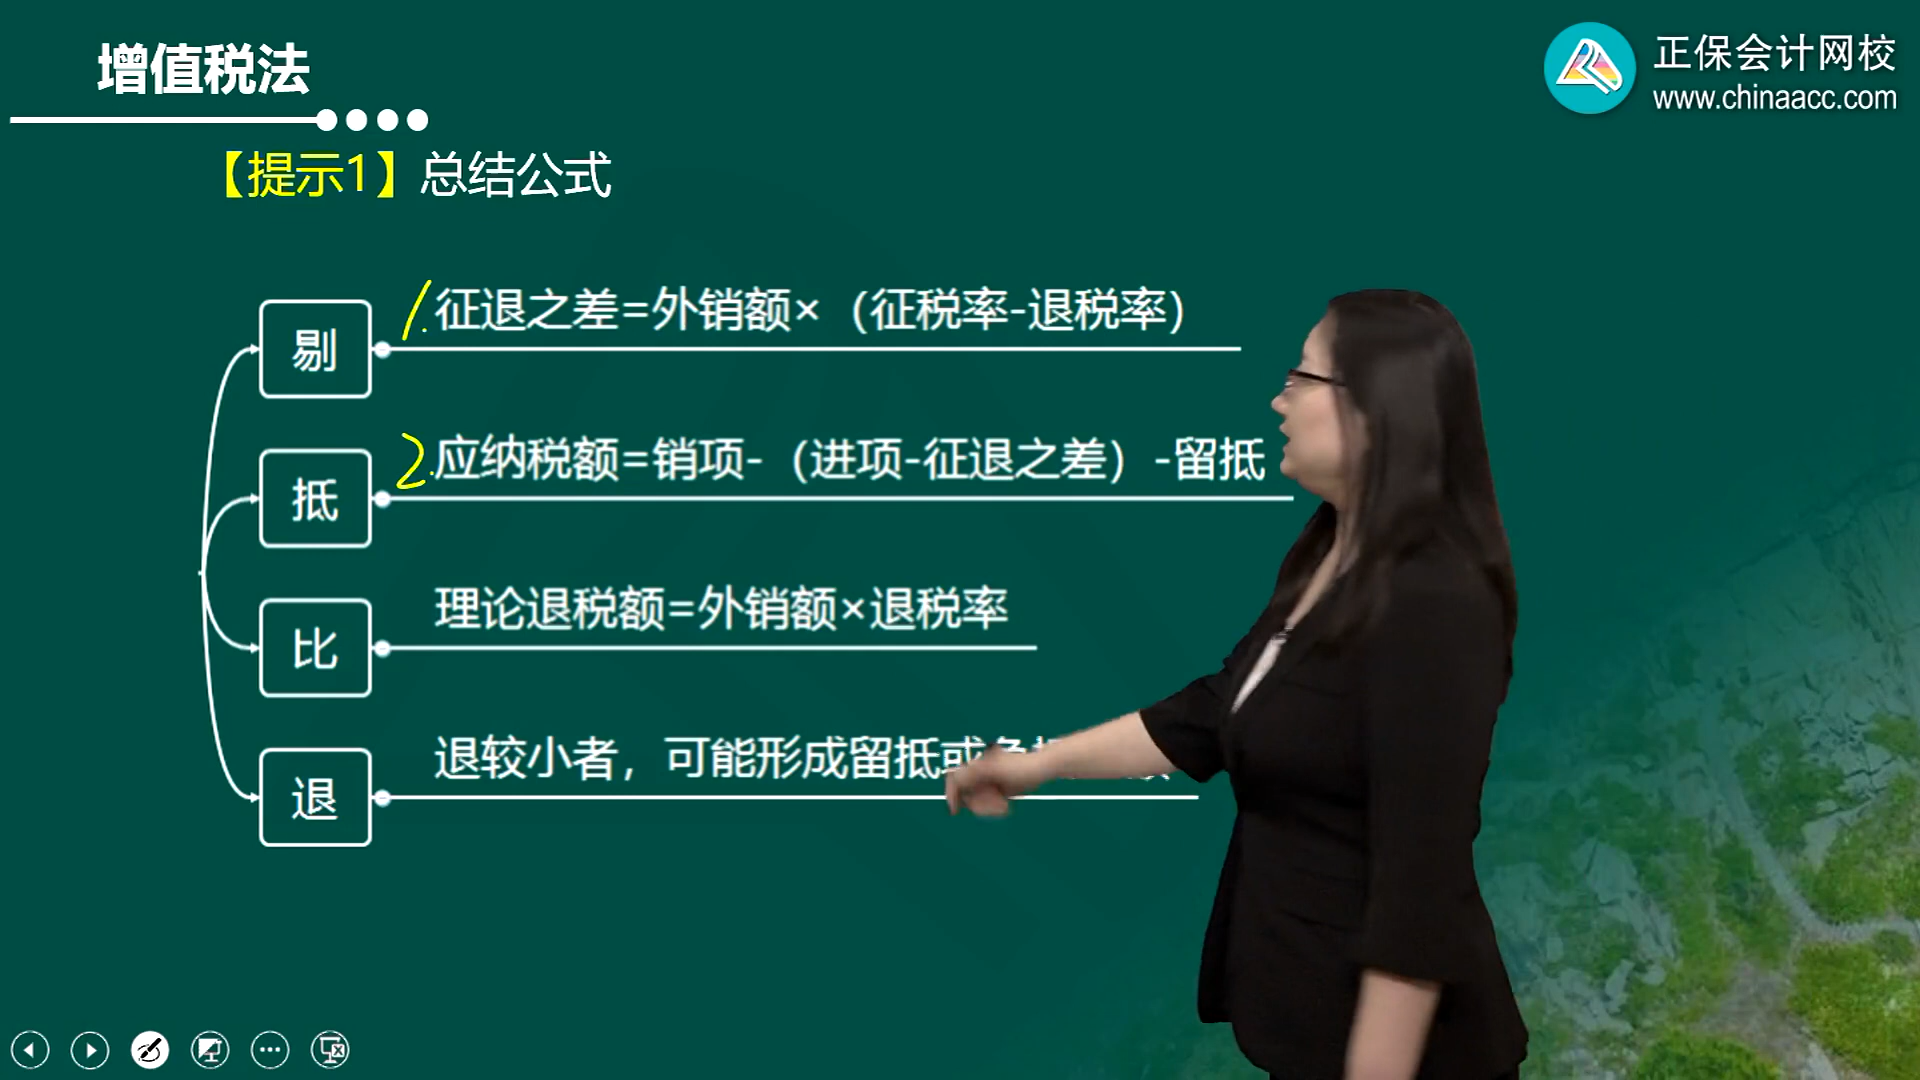 增值税法
正保会计网校
www.chinaacc.com
【提示1】总结公式
剔
1.征退之差=外销额×（征税率-退税率）
抵
2.应纳税额=销项-（进项-征退之差）-留抵
比
理论退税额=外销额×退税率
退
退较小者，可能形成留抵或